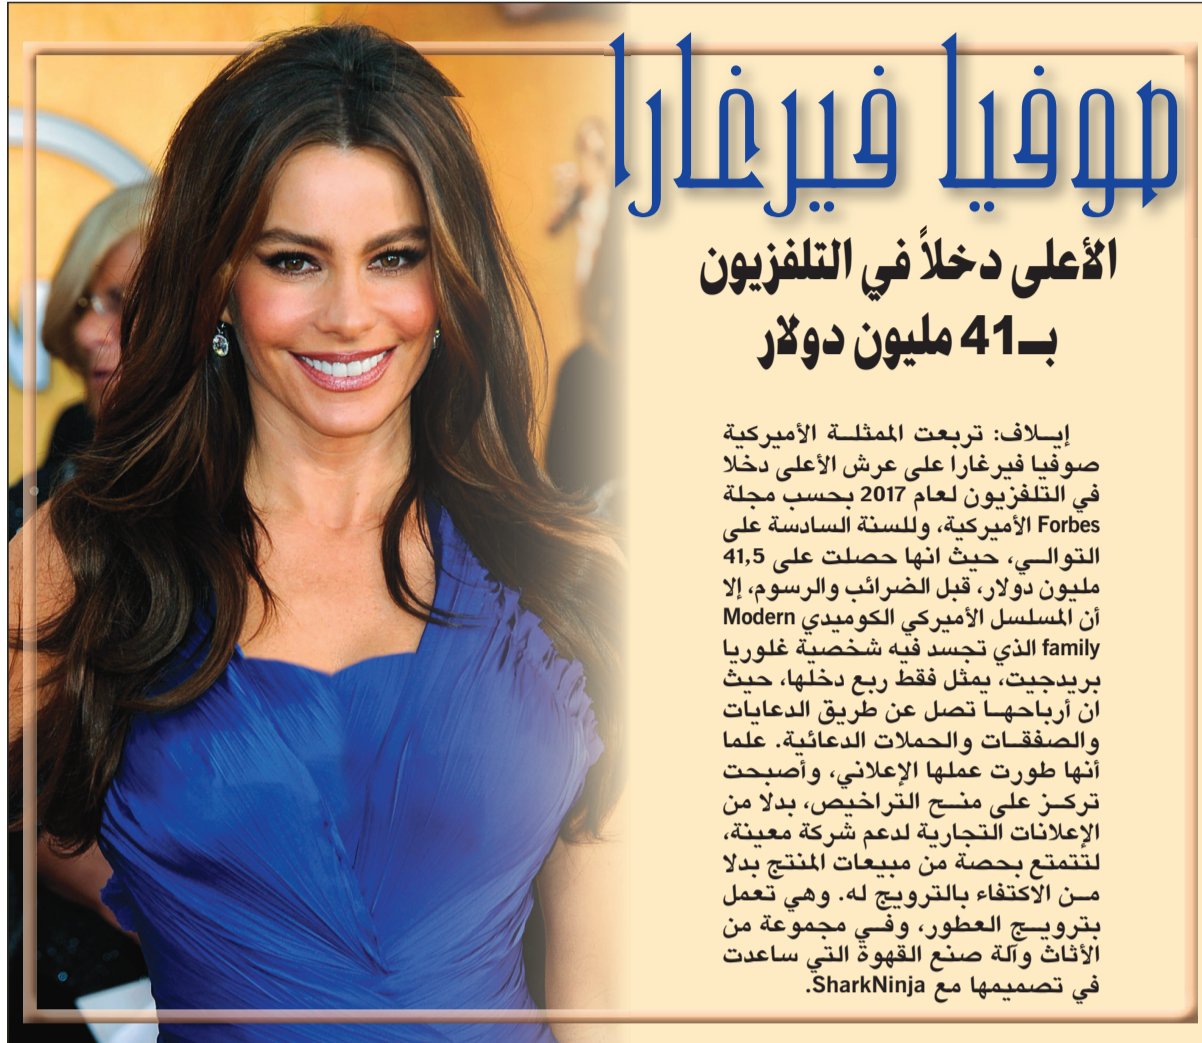 صوفيا فيرغارا
الأعلى دخلاً في التلفزيون
بـ41 مليون دولار
إيلاف: تربعت الممثلة الأميركية
صوفيا فيرغارا على عرش الأعلى دخلا
في التلفزيون لعام 2017 بحسب مجلة
Forbes الأميركية، وللسنة السادسة على
التوالي، حيث انها حصلت على 41,5
مليون دولار، قبل الضرائب والرسوم، إلا
أن المسلسل الأميركي الكوميدي Modern
family الذي تجسد فيه شخصية غلوريا
بريدجيت، يمثل فقط ربع دخلها، حيث
ان أرباحها تصل عن طريق الدعايات
والصفقات والحملات الدعائية. علما
أنها طورت عملها الإعلاني، وأصبحت
تركز على منح التراخيص، بدلا من
الإعلانات التجارية لدعم شركة معينة،
لتتمتع بحصة من مبيعات المنتج بدلا
من الاكتفاء بالترويج له. وهي تعمل
بترويج العطور، وفي مجموعة من
الأثاث وآلة صنع القهوة التي ساعدت
في تصميمها مع SharkNinja.